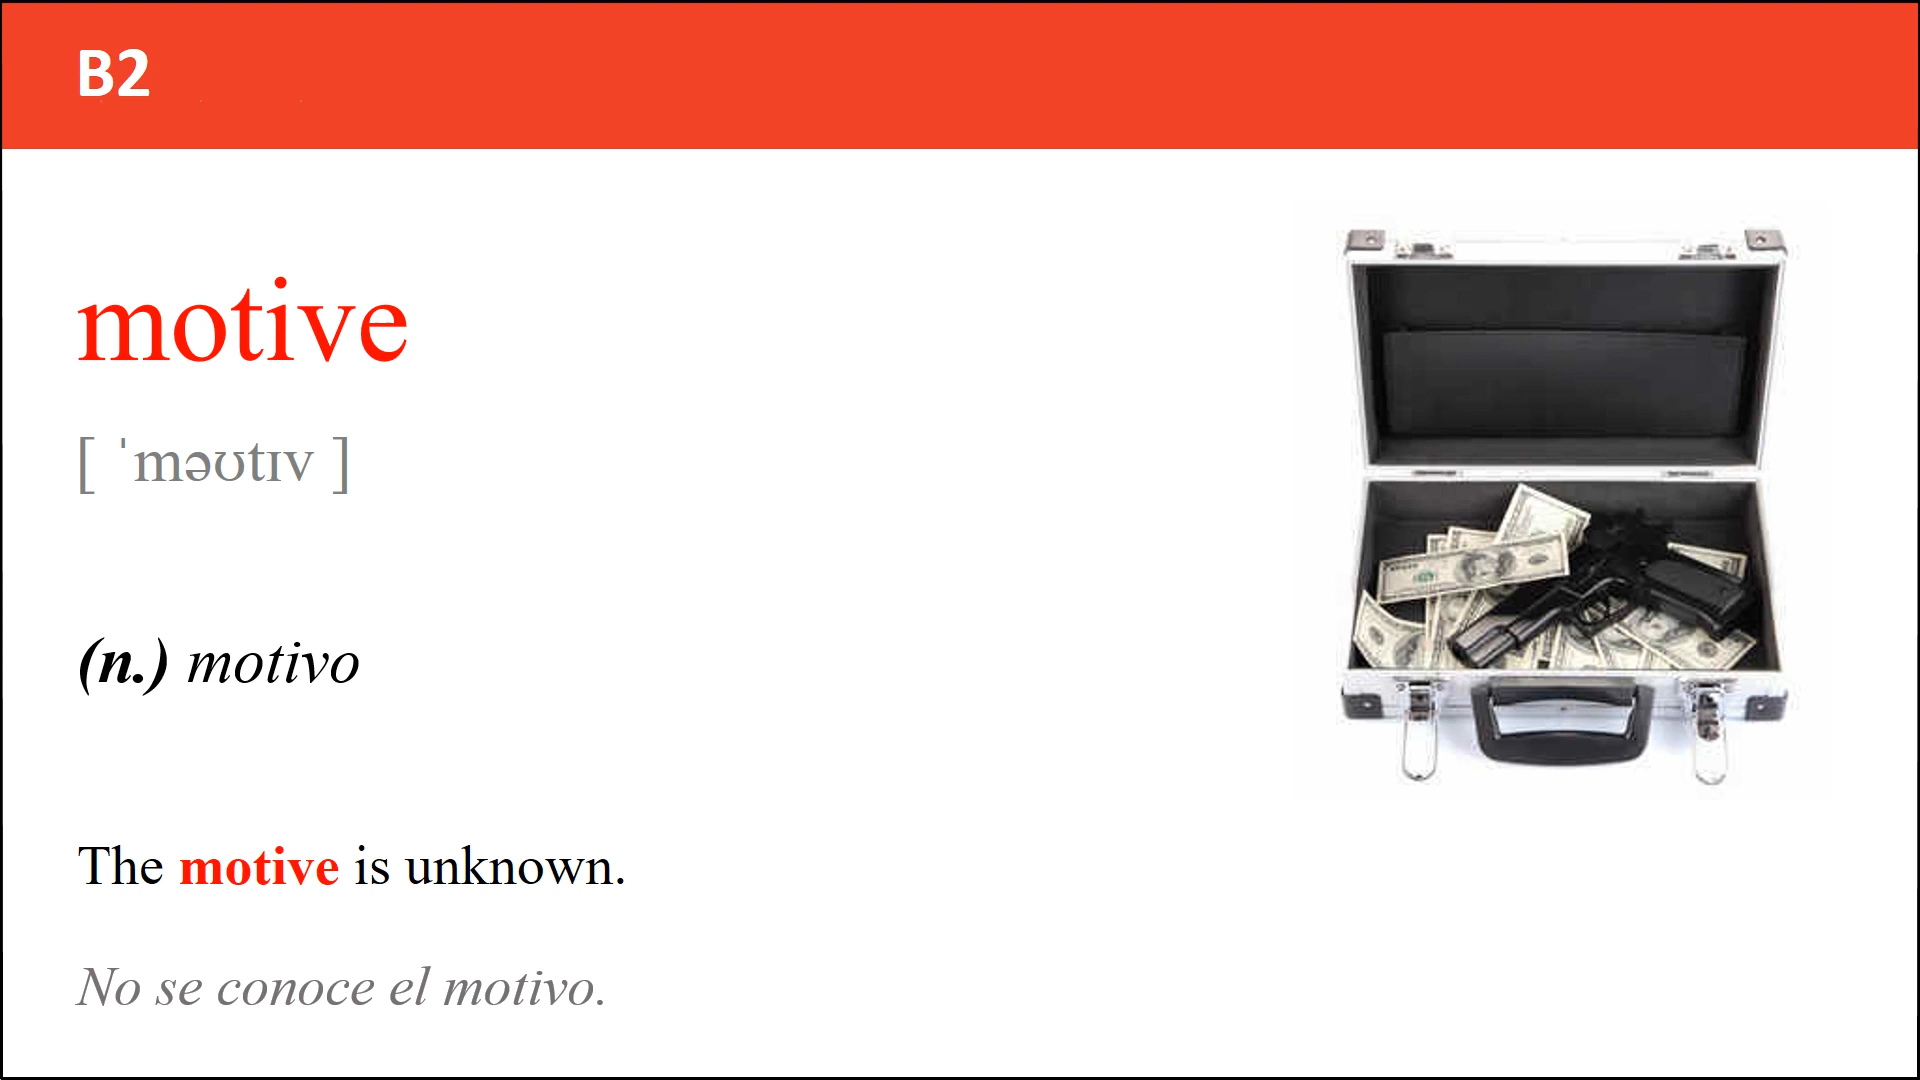 B2
motive
[ ˈməʊtɪv ]
(n.) motivo
The motive is unknown.
No se conoce el motivo.